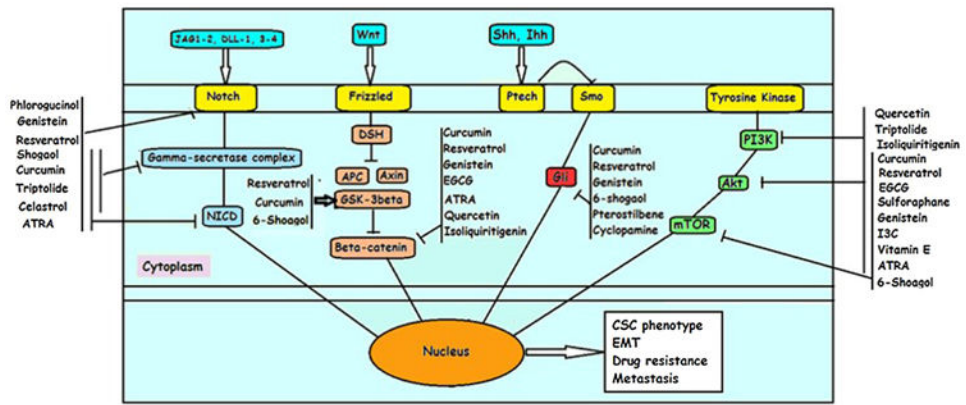 JAG1-2, DLL-1, 3-4
Wnt
Shh, Ihh
Notch
Frizzled
Ptech
Smo
Tyrosine Kinase
Phlorogucinol
Genistein
Resveratrol
Shogaol
Curcumin
Triptolide
Celastrol
ATRA
Gamma-secretase complex
NICD
DSH
APC
Axin
GSK-3beta
Beta-catenin
Resveratrol
Curcumin
6-Shoagol
Curcumin
Resveratrol
Genistein
EGCG
ATRA
Quercetin
Isoliquiritigenin
Gli
Curcumin
Resveratrol
Genistein
6-shogaol
Pterostilbene
Cyclopamine
PI3K
Akt
mTOR
Quercetin
Triptolide
Isoliquiritigenin
Curcumin
Resveratrol
EGCG
Sulforaphane
Genistein
I3C
Vitamin E
ATRA
6-Shoagol
Cytoplasm
Nucleus
CSC phenotype
EMT
Drug resistance
Metastasis